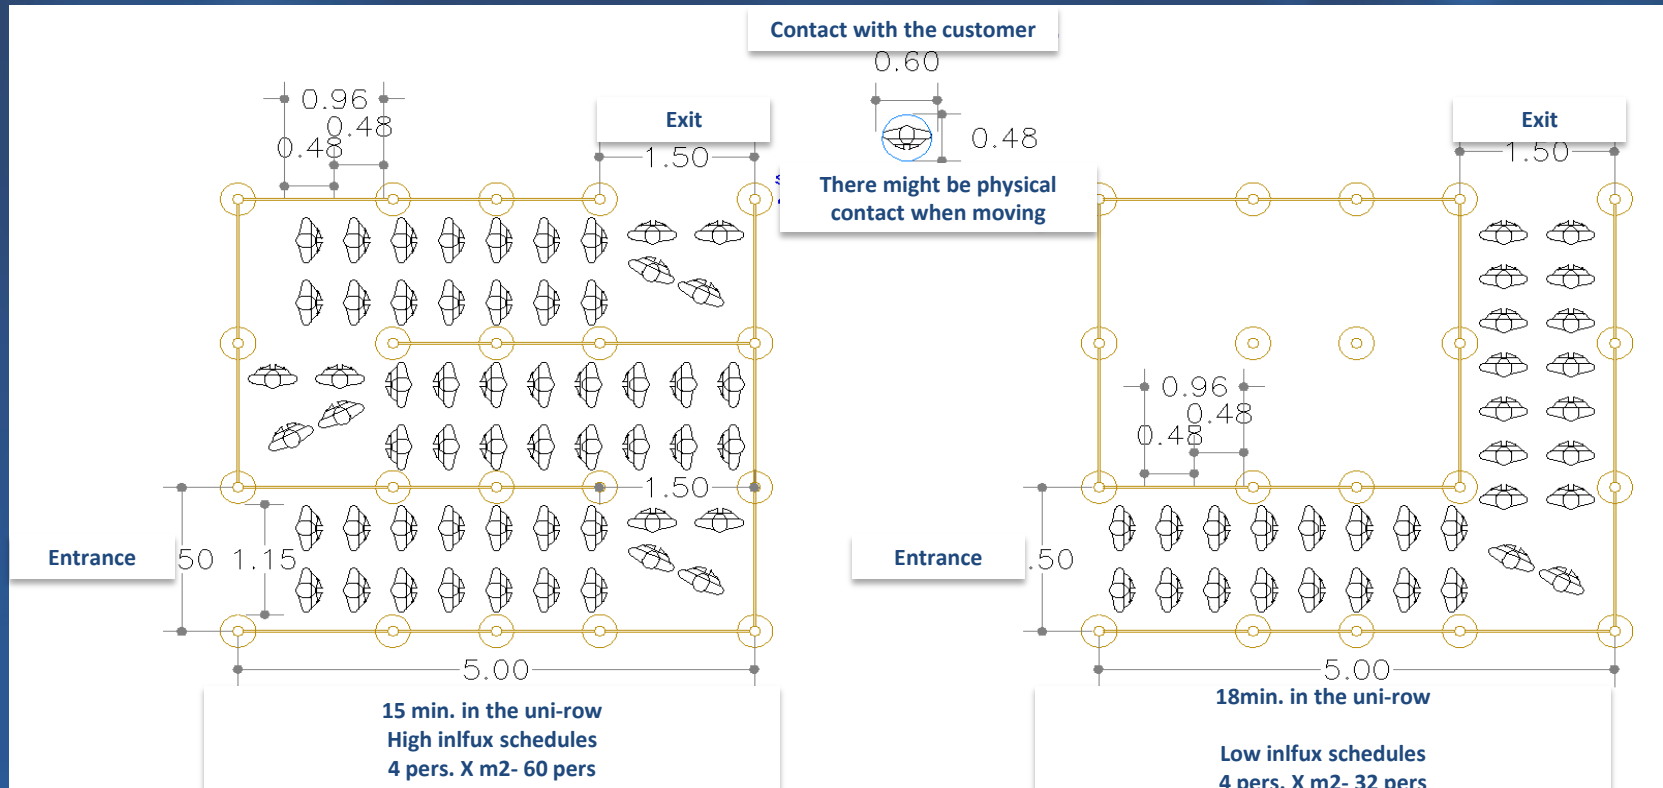 Contact with the customer
0.60
0.96
0.48
0.48
Exit
1.50
0.48
There might be physical
contact when moving
Exit
1.50
0.96
0.48
0.48
1.50
Entrance
50
1.15
Entrance
.50
5.00
5.00
15 min. in the uni-row
High inlfux schedules
4 pers. X m2- 60 pers
18min. in the uni-row
Low inlfux schedules
4 pers. X m2- 32 pers